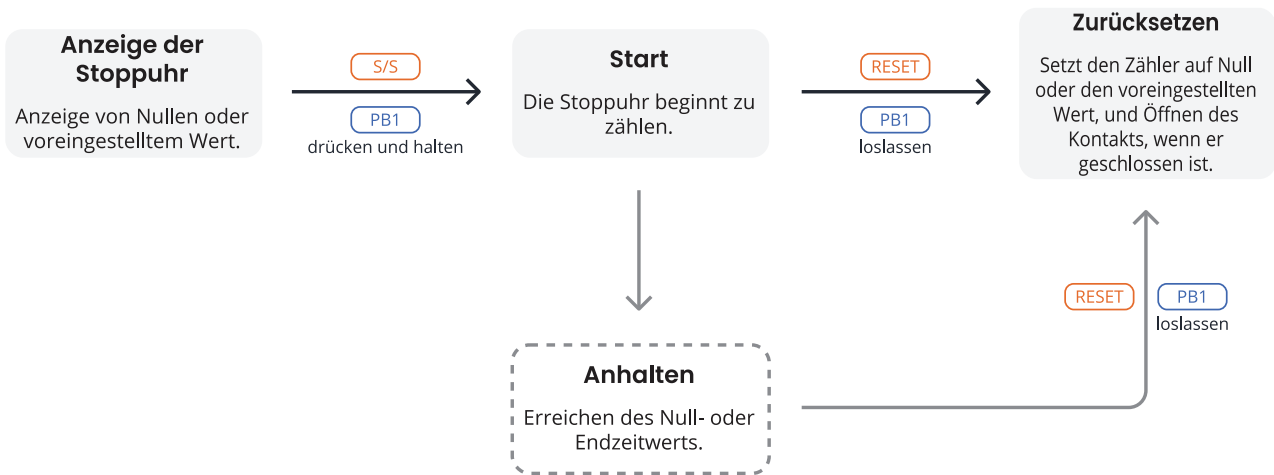 Anzeige der
Stoppuhr
Anzeige von Nullen oder
voreingestelltem Wert.
S/S
PB1
drücken und halten
Start
Die Stoppuhr beginnt zu
zählen.
RESET
PB1
loslassen
Zurücksetzen
Setzt den Zähler auf Null
oder den voreingestellten
Wert, und Öffnen des
Kontakts, wenn er
geschlossen ist.
RESET
PB1
loslassen
Anhalten
Erreichen des Null- oder
Endzeitwerts.